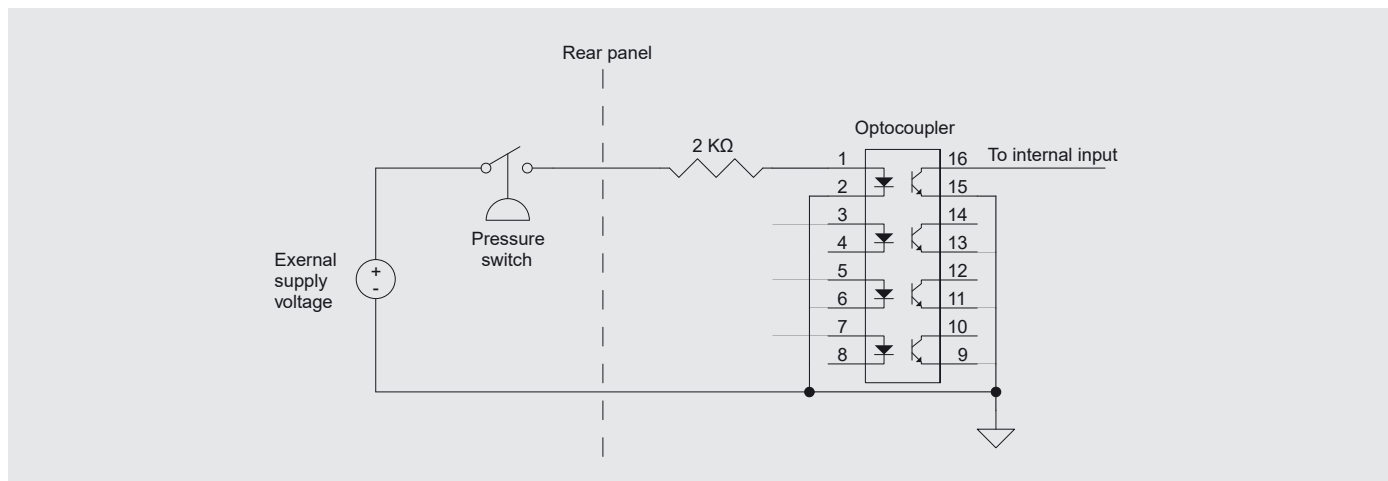 Rear panel
Optocoupler
2 KΩ
To internal input
1
16
2
15
3
14
4
13
5
12
6
11
7
10
8
9
Pressure
switch
Exernal
supply
voltage
+
-